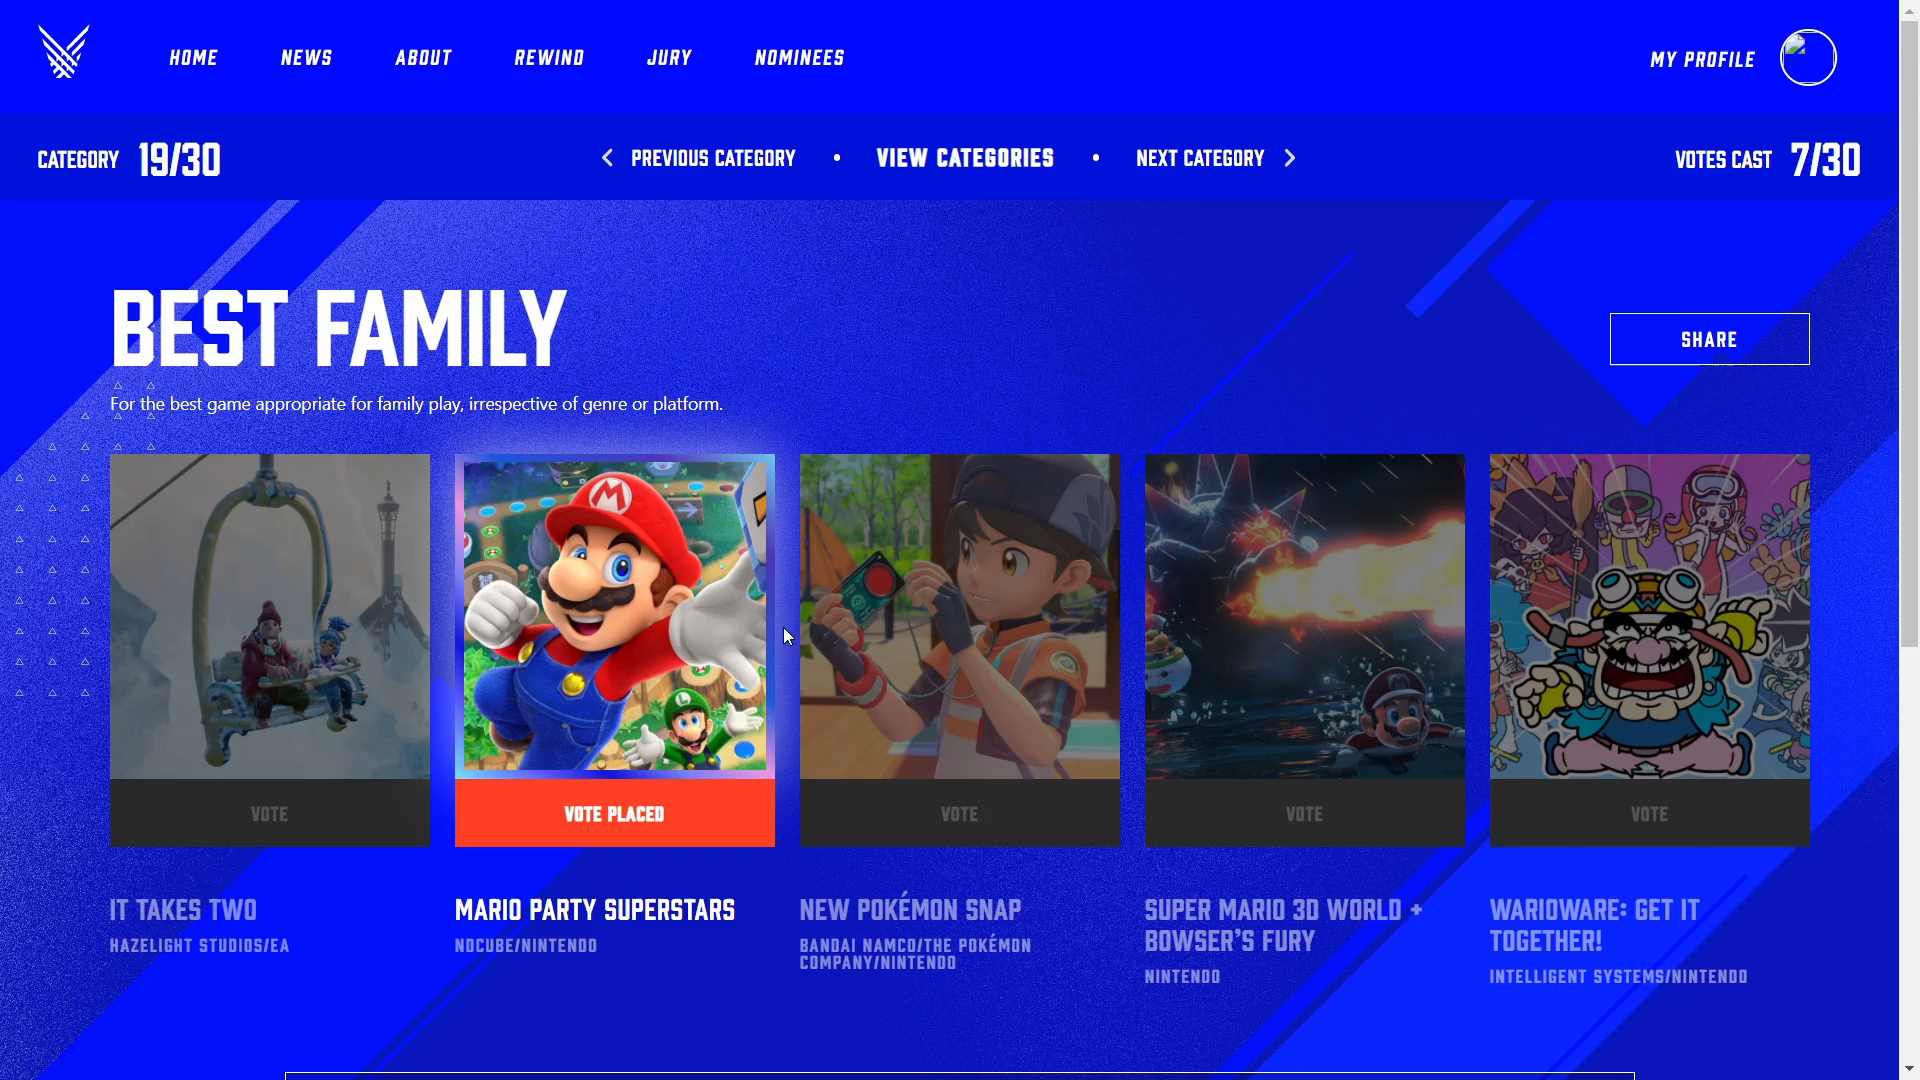 HOME NEWS ABOUT REWIND JURY NOMINEES MY PROFILE
CATEGORY 19/30 PREVIOUS CATEGORY • VIEW CATEGORIES • NEXT CATEGORY VOTES CAST 7/30
BEST FAMILY
SHARE
For the best game appropriate for family play, irrespective of genre or platform.
M
VOTE
VOTE PLACED
VOTE
VOTE
VOTE
IT TAKES TWO
HAZELIGHT STUDIOS/EA
MARIO PARTY SUPERSTARS
NDCUBE/NINTENDO
NEW POKÉMON SNAP
BANDAI NAMCO/THE POKÉMON
COMPANY/NINTENDO
SUPER MARIO 3D WORLD +
BOWSER'S FURY
NINTENDO
WARIOWARE: GET IT
TOGETHER!
INTELLIGENT SYSTEMS/NINTENDO